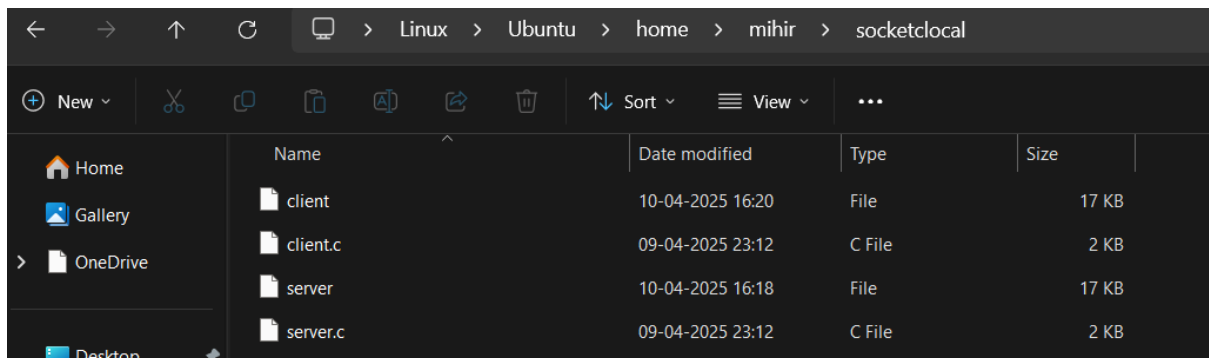 Linux > Ubuntu > home > mihir > socketclocal
New Sort View ...
Name Date modified Type Size
Home
Gallery
OneDrive
Desktop
client 10-04-2025 16:20 File 17 KB
client.c 09-04-2025 23:12 C File 2 KB
server 10-04-2025 16:18 File 17 KB
server.c 09-04-2025 23:12 C File 2 KB